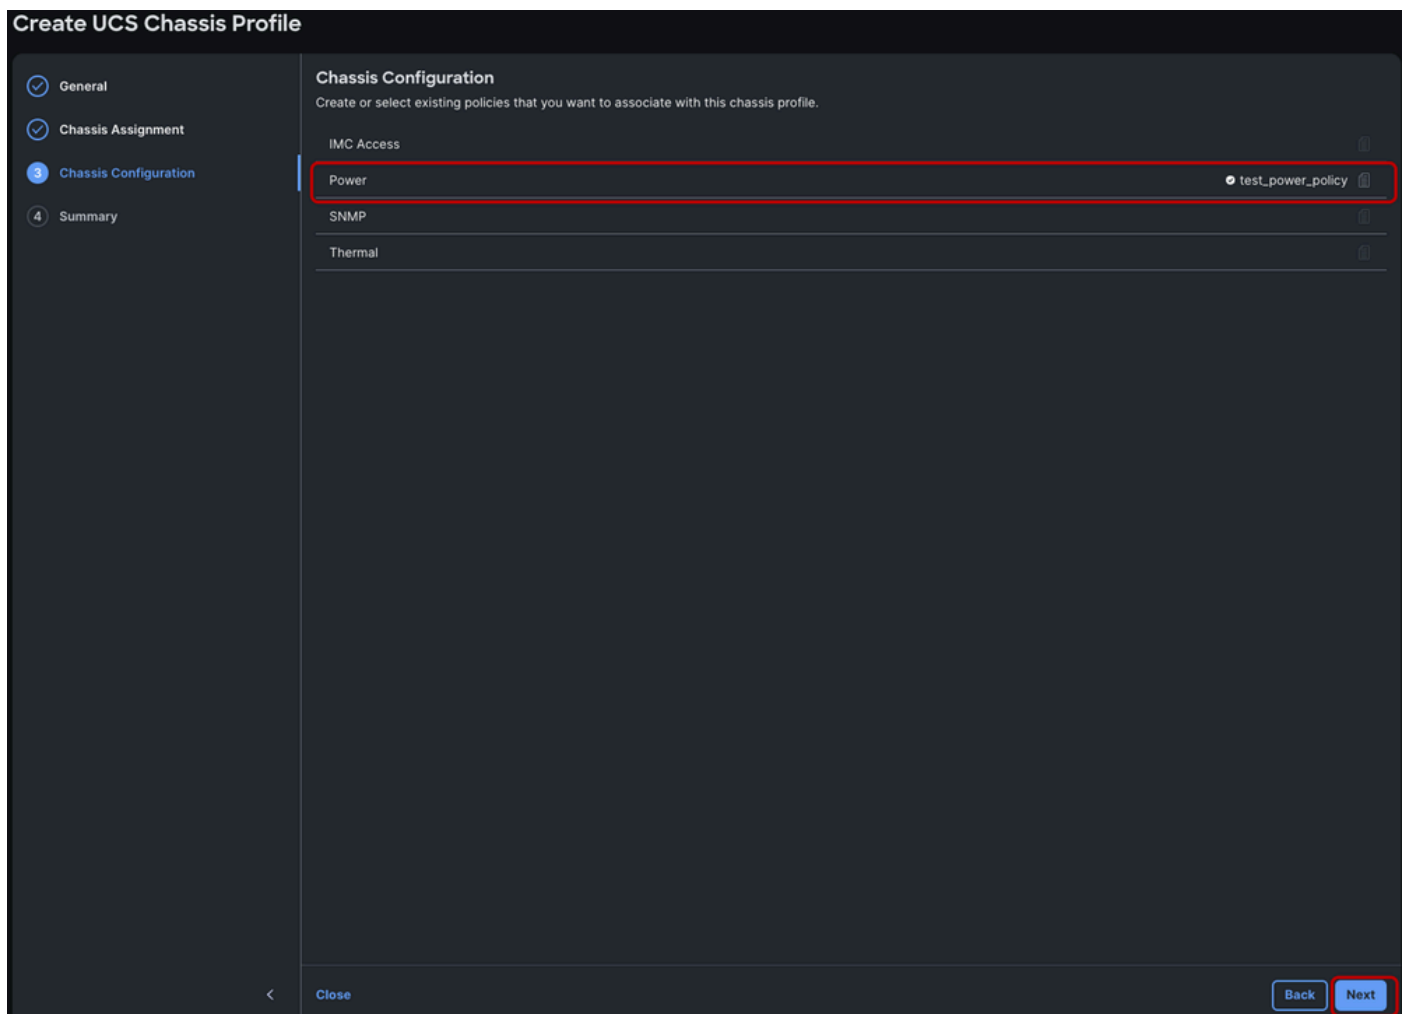 Create UCS Chassis Profile
General
Chassis Assignment
3 Chassis Configuration
4 Summary
Chassis Configuration
Create or select existing policies that you want to associate with this chassis profile.
IMC Access
Power test_power_policy
SNMP
Thermal
Close Back Next